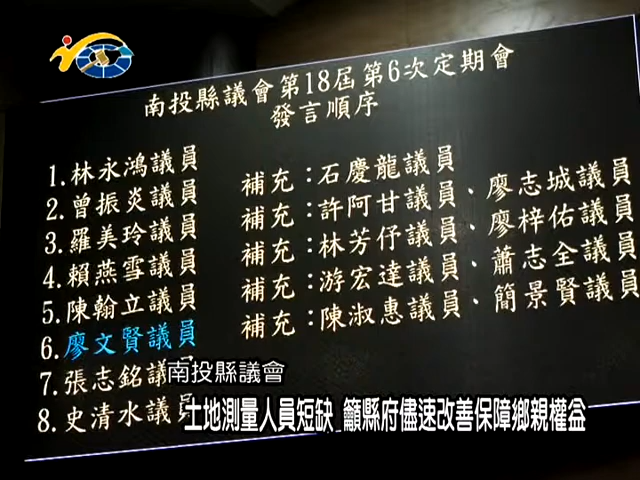 南投縣議會第18屆第6次定期會
發言順序
1.林永鴻議員
2.曾振炎議員
3.羅美玲議員
4.賴燕雪議員
5.陳翰立議員
6.廖文賢議員
7.張志銘議員
8.史清水議員
補充：石慶龍議員
補充：許阿甘議員、廖志城議員
補充：林芳伃議員、廖梓佑議員
補充：游宏達議員、蕭志全議員
補充：陳淑惠議員、簡景賢議員
南投縣議會
土地測量人員短缺 籲縣府儘速改善保障鄉親權益